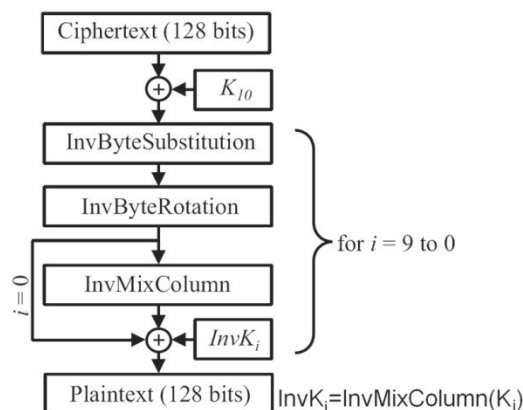 Ciphertext (128 bits)
+
K10
InvByteSubstitution
InvByteRotation
for i = 9 to 0
i = 0
InvMixColumn
+
InvKi
Plaintext (128 bits)
InvKi=InvMixColumn(Ki)